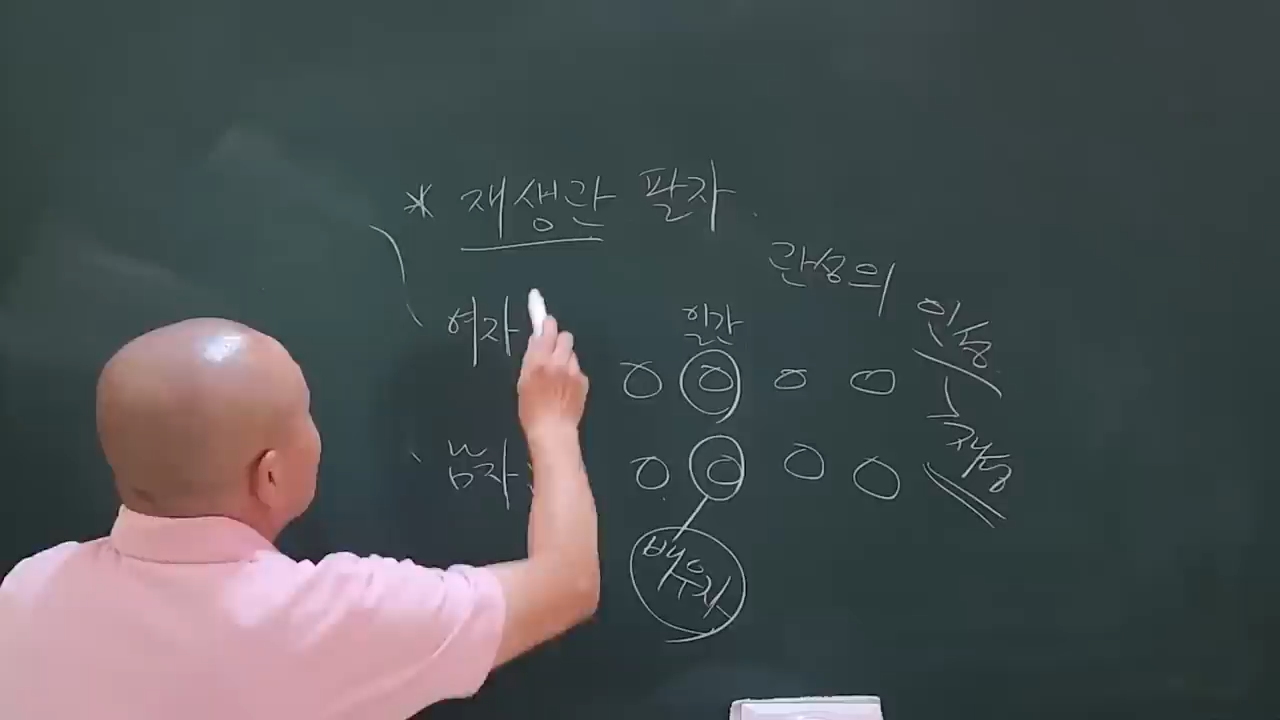 * 재생관 팔자.
관성의
여자
일간
인성
○ ○ ○ ○
재성
남자
○ ○ ○ ○
배우자